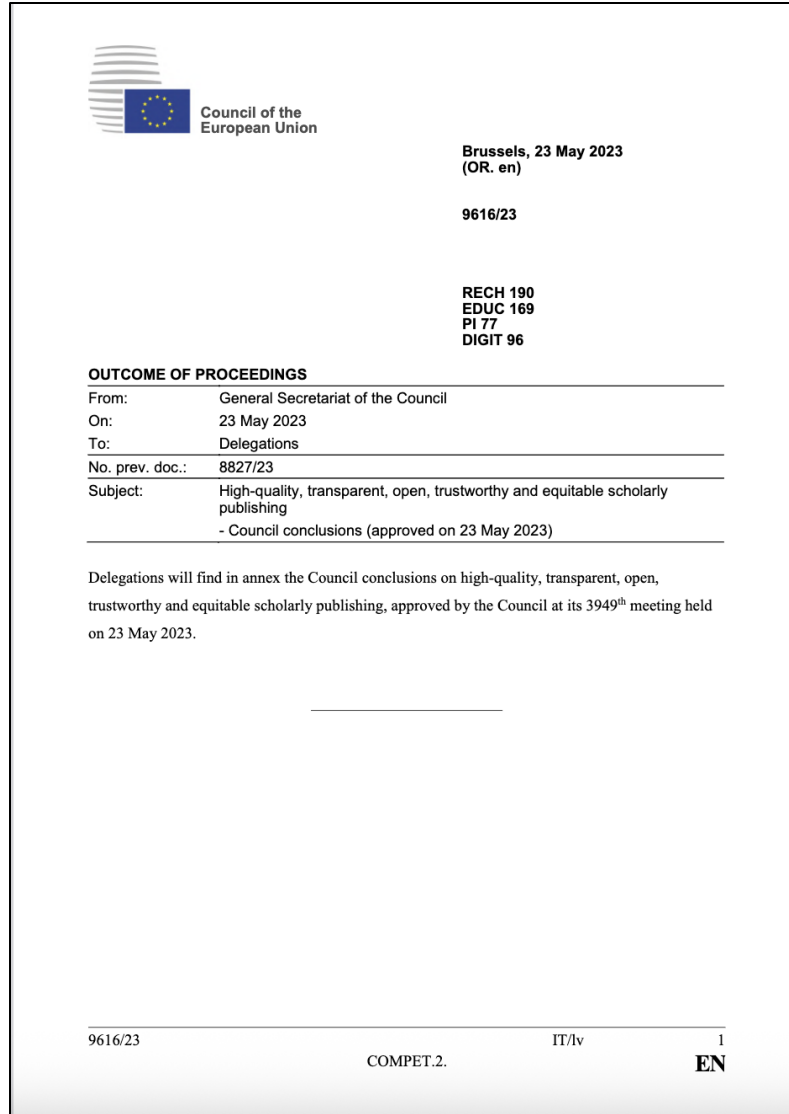 Council of the
European Union
Brussels, 23 May 2023
(OR. en)
9616/23
RECH 190
EDUC 169
PI 77
DIGIT 96
OUTCOME OF PROCEEDINGS
From: General Secretariat of the Council
On: 23 May 2023
To: Delegations
No. prev. doc.: 8827/23
Subject: High-quality, transparent, open, trustworthy and equitable scholarly
publishing
- Council conclusions (approved on 23 May 2023)
Delegations will find in annex the Council conclusions on high-quality, transparent, open,
trustworthy and equitable scholarly publishing, approved by the Council at its 3949th meeting held
on 23 May 2023.
9616/23 IT/lv 1
COMPET.2. EN